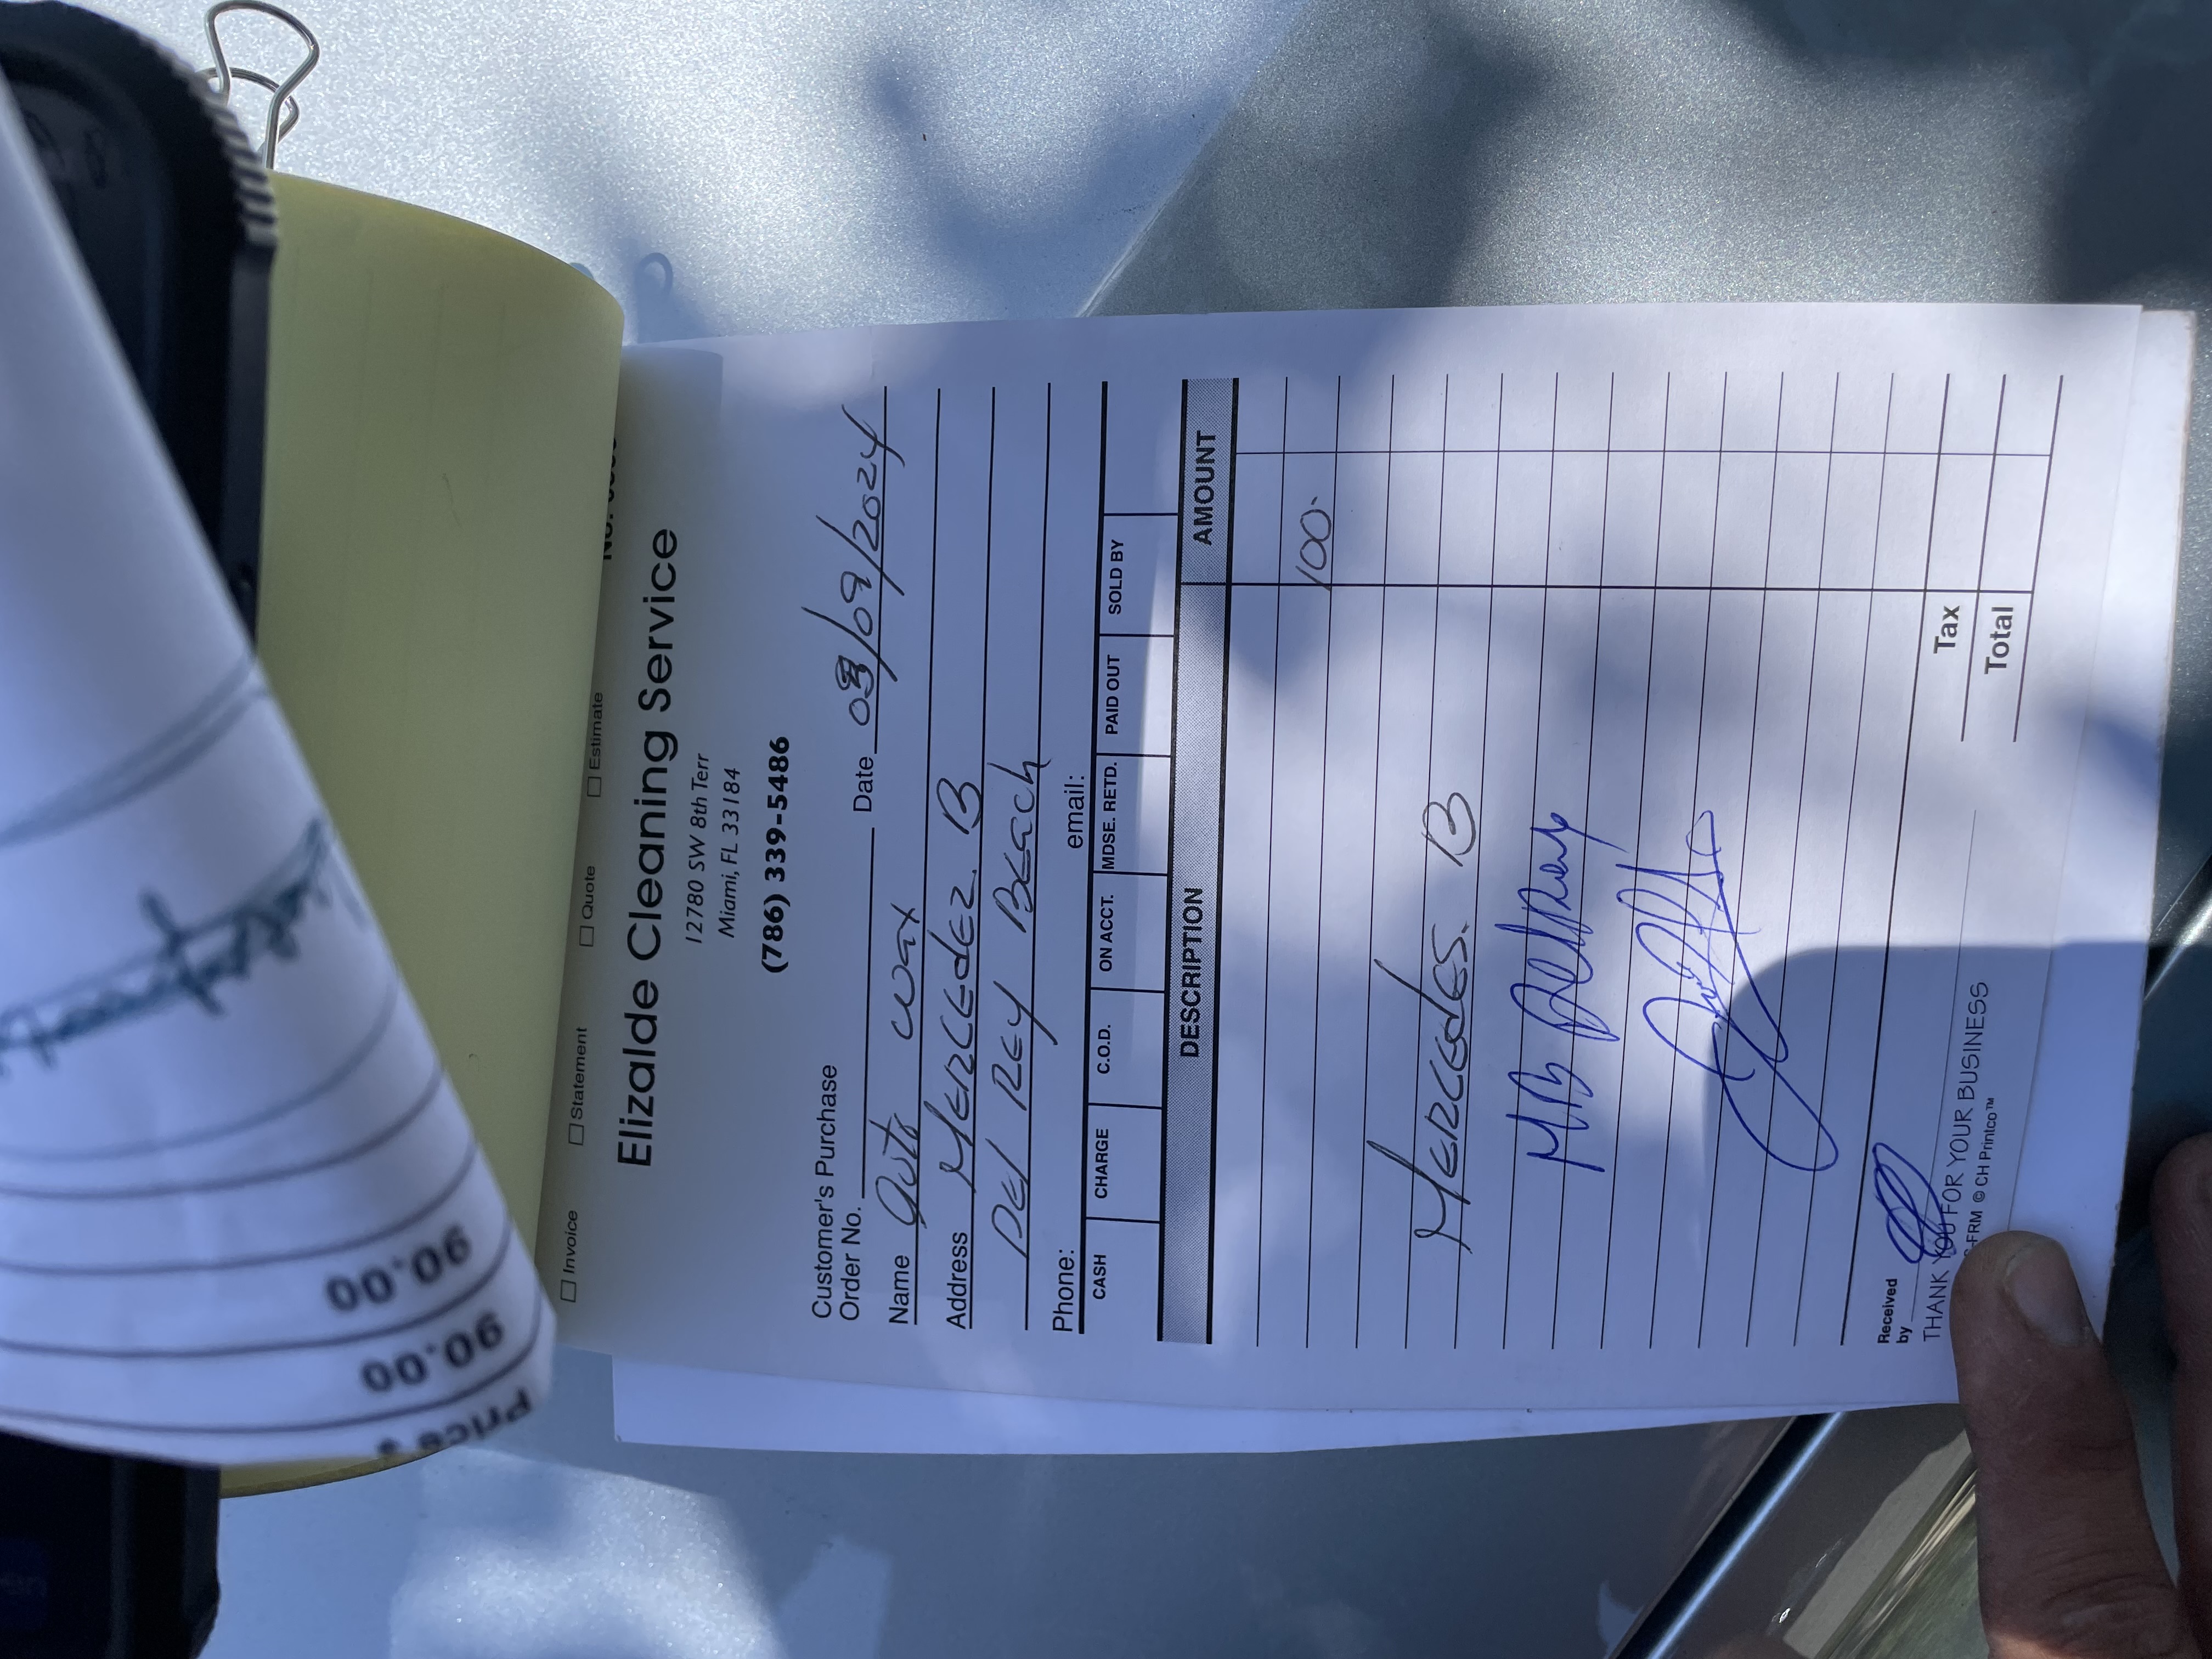 ☐ Invoice ☐ Statement ☐ Quote ☐ Estimate
Elizalde Cleaning Service
12780 SW 8th Terr
Miami, FL 33184
(786) 339-5486
Customer's Purchase
Order No. Date /09/2024
Name wax
Address Mercedez. B
Del Rey Beach
Phone: email:
CASH CHARGE C.O.D. ON ACCT. MDSE. RETD. PAID OUT SOLD BY
DESCRIPTION AMOUNT
100.
Mercedes. B
MB Delray
Tax
Received
by
Total
THANK YOU FOR YOUR BUSINESS
FRM © CH Printco™
Price $
90.00
90.00